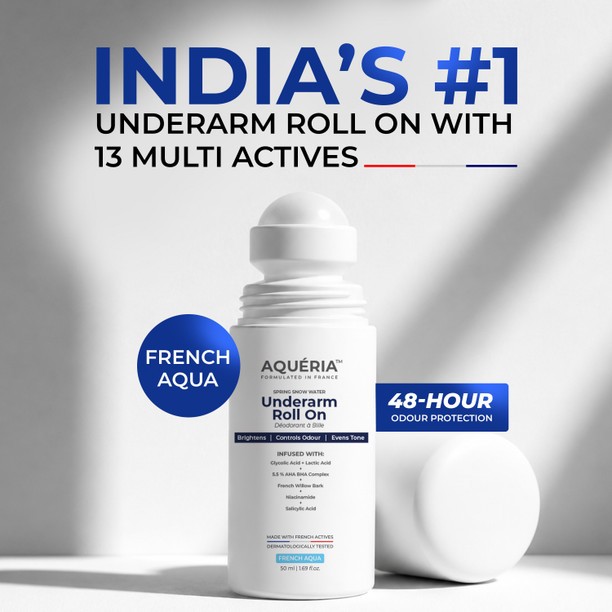 INDIA'S #1
UNDERARM ROLL ON WITH
13 MULTI ACTIVES
FRENCH
AQUA
48-HOUR
ODOUR PROTECTION
AQUÉRIA™
FORMULATED IN FRANCE
SPRING SNOW WATER
Underarm
Roll On
Déodorant à Bille
Brightens | Controls Odour | Evens Tone
INFUSED WITH:
Glycolic Acid + Lactic Acid
+
5.5 % AHA BHA Complex
+
French Willow Bark
+
Niacinamide
+
Salicylic Acid
MADE WITH FRENCH ACTIVES
DERMATOLOGICALLY TESTED
FRENCH AQUA
50 ml | 1.69 fl.oz.